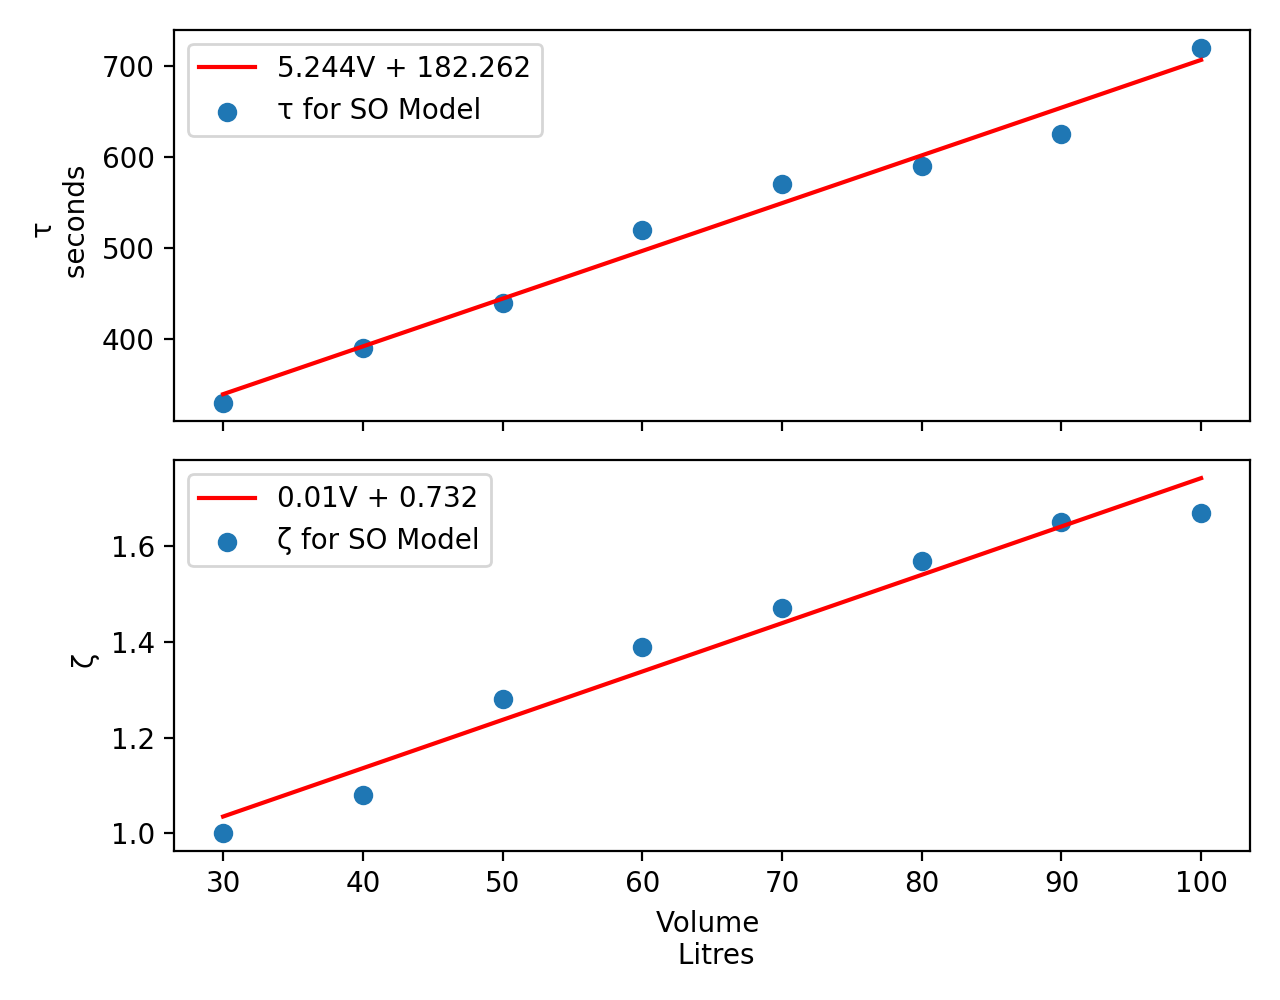 5.244V + 182.262
τ for SO Model
700
600
500
400
τ
seconds
0.01V + 0.732
ζ for SO Model
1.6
1.4
1.2
1.0
ζ
30 40 50 60 70 80 90 100
Volume
Litres